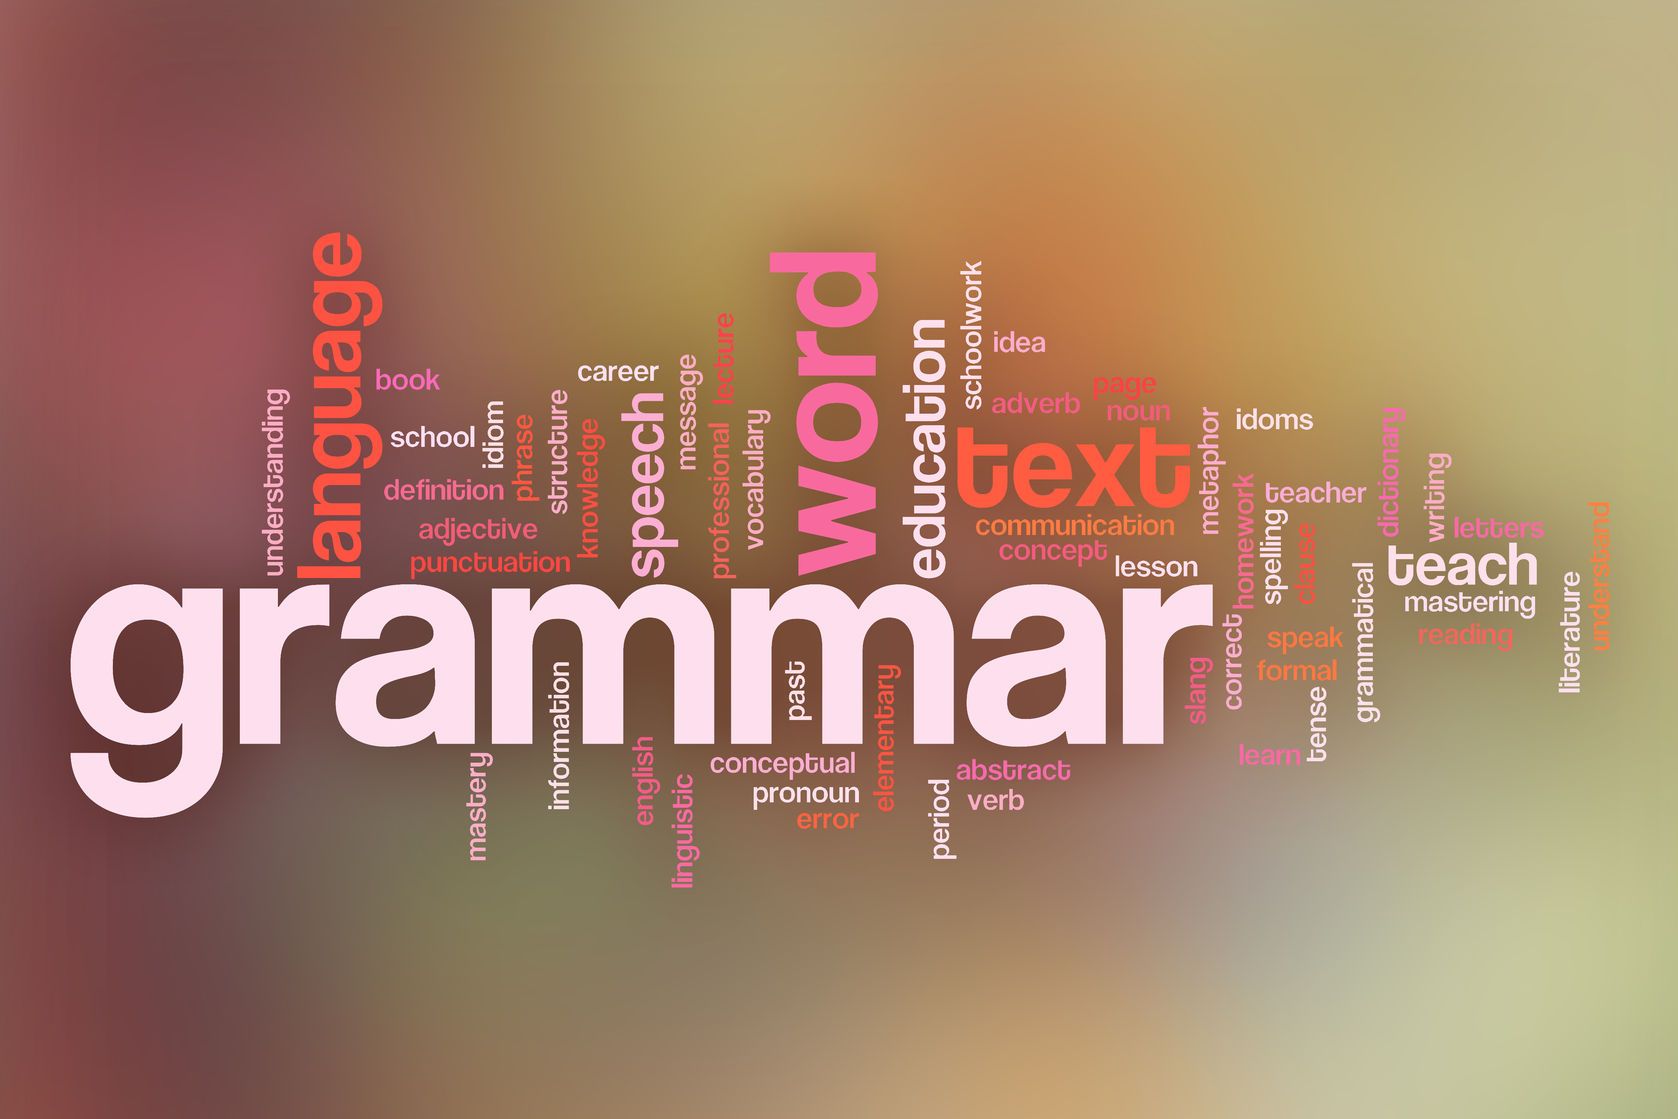 language
word
schoolwork
education
lecture
idea
message
career
book
page
adverb
noun
understanding
speech
structure
idiom
school
phrase
knowledge
metaphor
idoms
dictionary
vocabulary
professional
text
definition
homework
teacher
writing
adjective
communication
spelling
clause
letters
understand
punctuation
concept
lesson
teach
grammar
mastering
literature
grammatical
correct
speak
reading
formal
slang
past
information
elementary
tense
english
learn
mastery
conceptual
abstract
linguistic
pronoun
period
verb
error